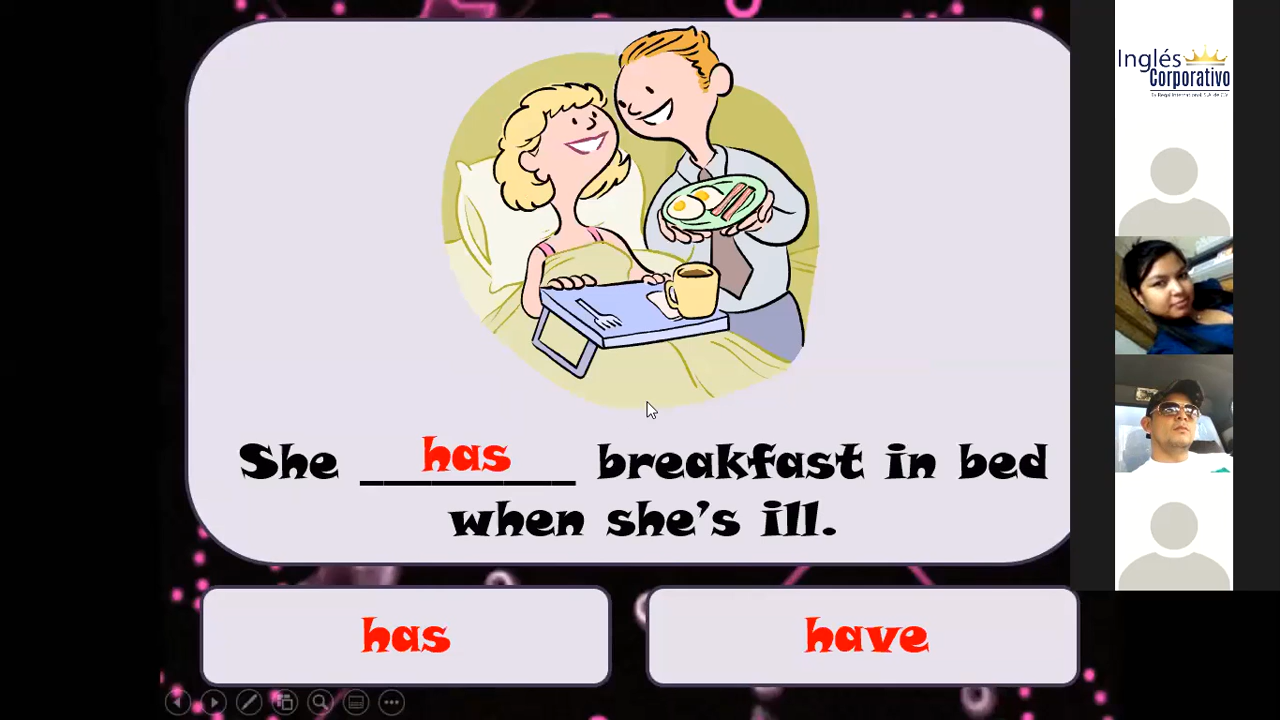 Inglés
Corporativo
She has breakfast in bed
when she's ill.
has
have